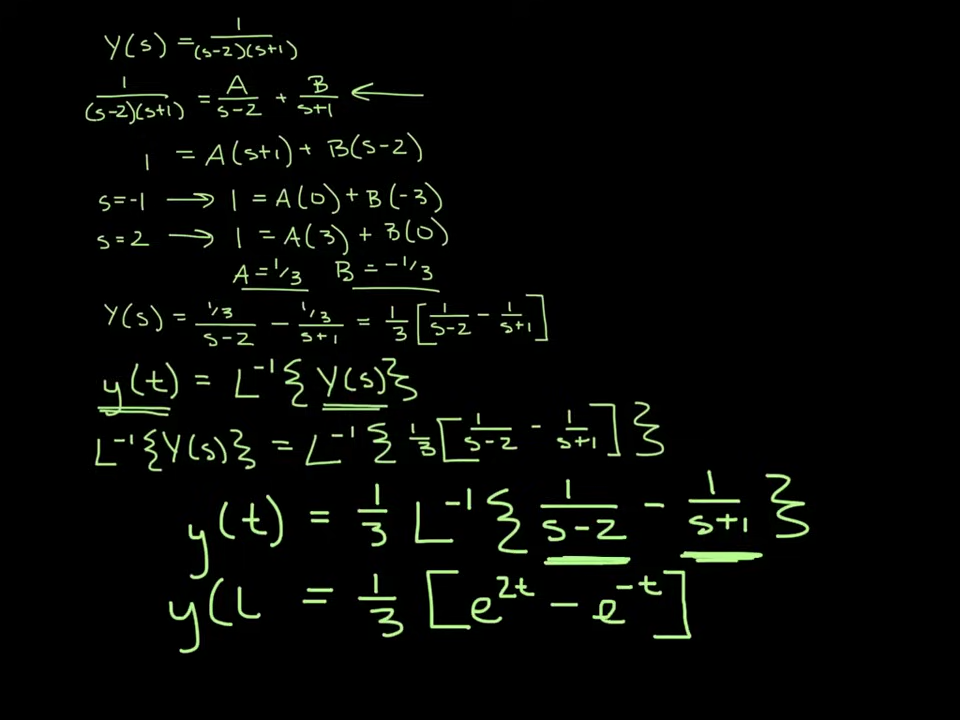 Y(s) = 1/((s-2)(s+1))
1/((s-2)(s+1)) = A/(s-2) + B/(s+1) ←
1 = A(s+1) + B(s-2)
s=-1 → 1 = A(0) + B(-3)
s=2 → 1 = A(3) + B(0)
A = 1/3 B = -1/3
Y(s) = (1/3)/(s-2) - (1/3)/(s+1) = 1/3 [1/(s-2) - 1/(s+1)]
y(t) = L⁻¹{Y(s)}
L⁻¹{Y(s)} = L⁻¹{1/3 [1/(s-2) - 1/(s+1)]}
y(t) = 1/3 L⁻¹{1/(s-2) - 1/(s+1)}
y(t = 1/3 [e^(2t) - e^(-t)]